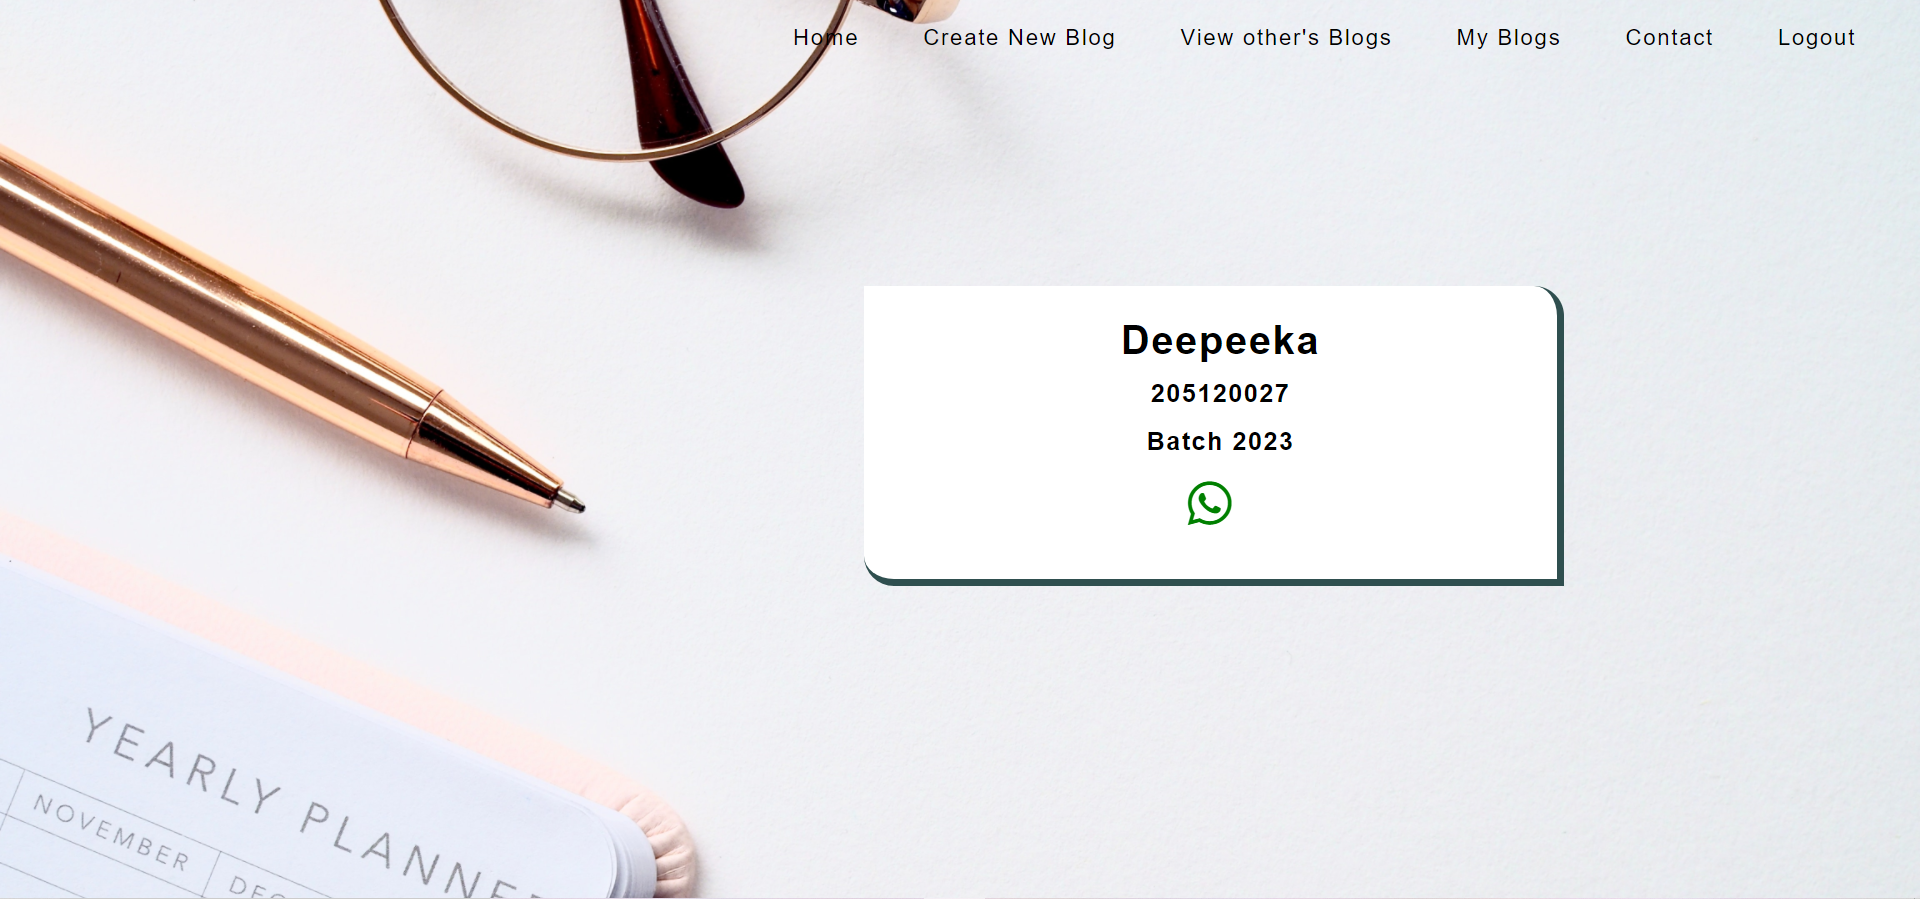 Home Create New Blog View other's Blogs My Blogs Contact Logout
Deepeeka
205120027
Batch 2023
YEARLY PLANNE
NOVEMBER